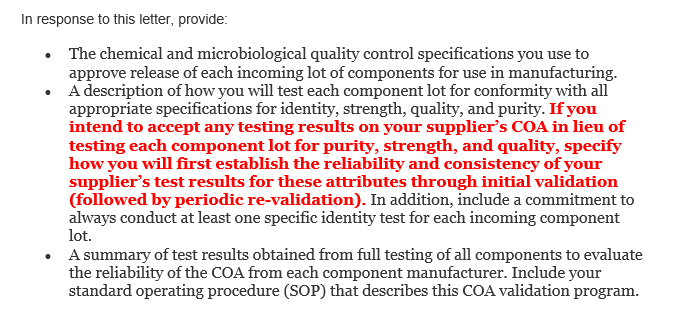 In response to this letter, provide:
• The chemical and microbiological quality control specifications you use to
approve release of each incoming lot of components for use in manufacturing.
• A description of how you will test each component lot for conformity with all
appropriate specifications for identity, strength, quality, and purity. If you
intend to accept any testing results on your supplier’s COA in lieu of
testing each component lot for purity, strength, and quality, specify
how you will first establish the reliability and consistency of your
supplier’s test results for these attributes through initial validation
(followed by periodic re-validation). In addition, include a commitment to
always conduct at least one specific identity test for each incoming component
lot.
• A summary of test results obtained from full testing of all components to evaluate
the reliability of the COA from each component manufacturer. Include your
standard operating procedure (SOP) that describes this COA validation program.